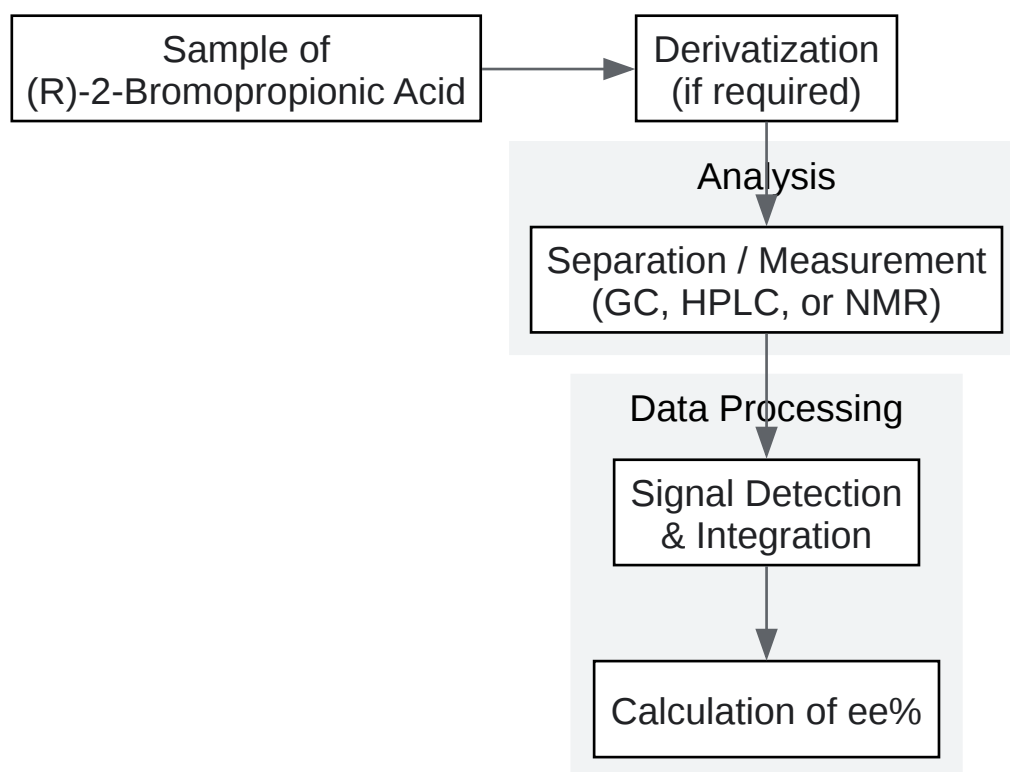 Sample of
(R)-2-Bromopropionic Acid
Derivatization
(if required)
Analysis
Separation / Measurement
(GC, HPLC, or NMR)
Data Processing
Signal Detection
& Integration
Calculation of ee%